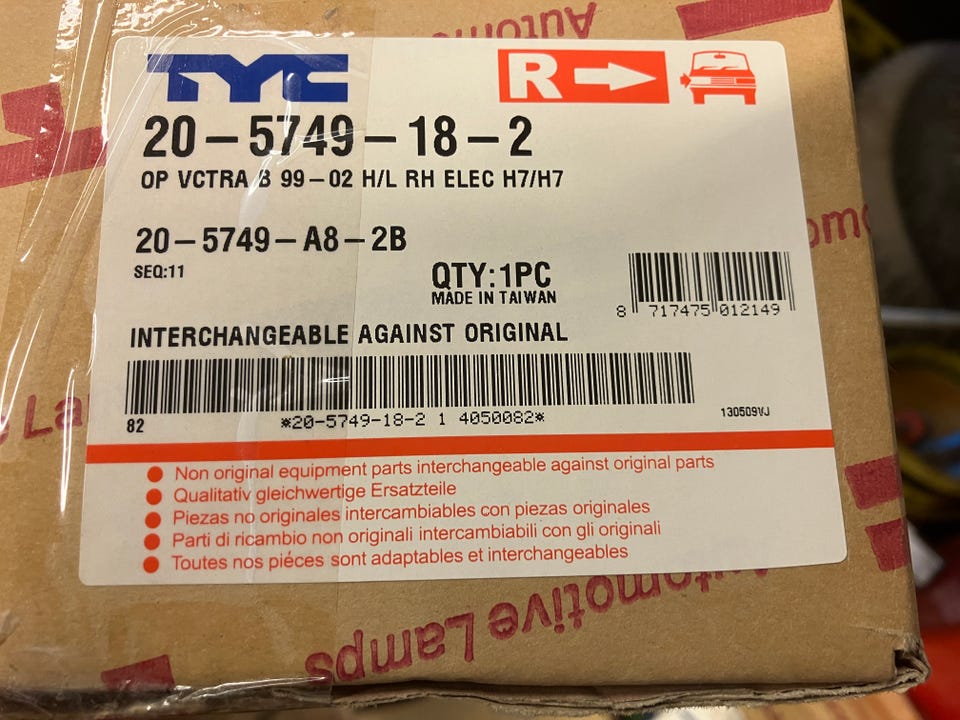 Automotive
TYC
R
20-5749-18-2
OP VCTRA B 99-02 H/L RH ELEC H7/H7
20-5749-A8-2B
SEQ:11
QTY:1PC
MADE IN TAIWAN
8 717475 012149
INTERCHANGEABLE AGAINST ORIGINAL
82
*20-5749-18-2 1 4050082*
130509VJ
Non original equipment parts interchangeable against original parts
Qualitativ gleichwertige Ersatzteile
Piezas no originales intercambiables con piezas originales
Parti di ricambio non originali intercambiabili con gli originali
Toutes nos piéces sont adaptables et interchangeables
Automotive Lamps